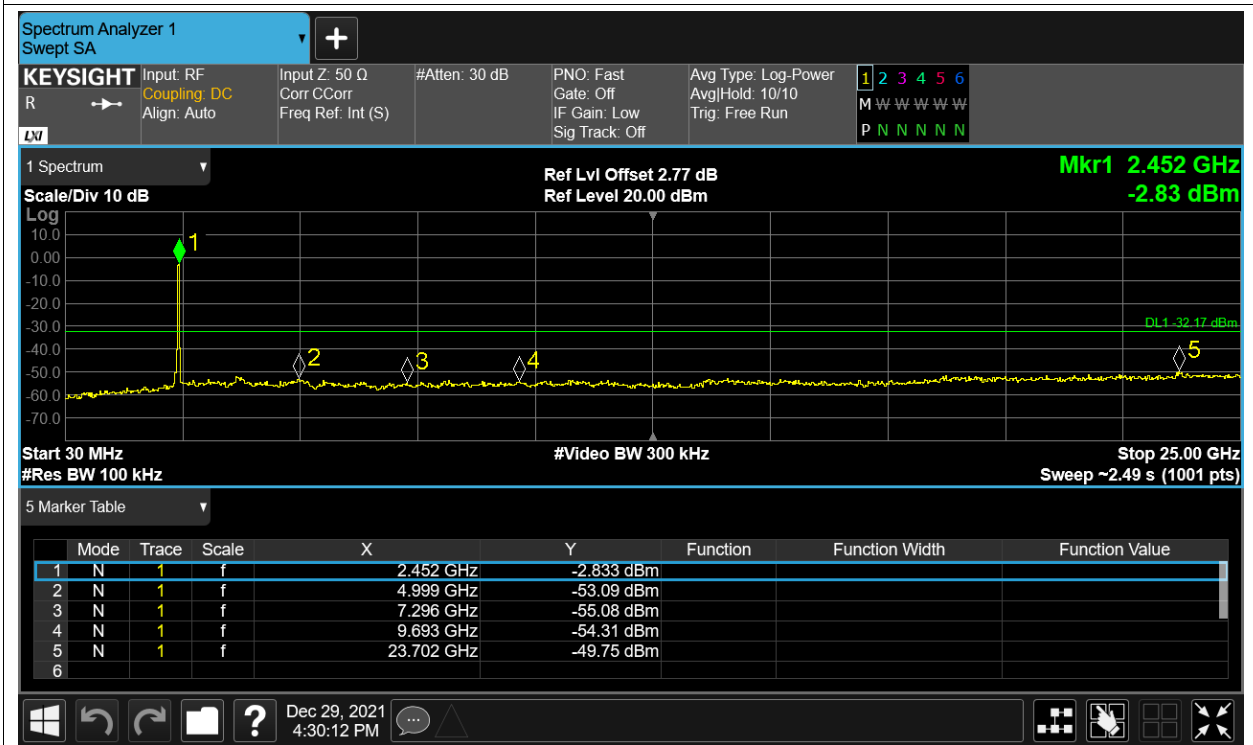 Spectrum Analyzer 1
Swept SA
KEYSIGHT
R
LXI
Input: RF
Coupling: DC
Align: Auto
Input Z: 50 Ω
Corr CCorr
Freq Ref: Int (S)
#Atten: 30 dB
PNO: Fast
Gate: Off
IF Gain: Low
Sig Track: Off
Avg Type: Log-Power
Avg|Hold: 10/10
Trig: Free Run
1 2 3 4 5 6
M W W W W W
P N N N N N
1 Spectrum
Scale/Div 10 dB
Ref Lvl Offset 2.77 dB
Ref Level 20.00 dBm
Mkr1 2.452 GHz
-2.83 dBm
Log
10.0
0.00
-10.0
-20.0
-30.0
-40.0
-50.0
-60.0
-70.0
1
2
3
4
5
DL1 -32.17 dBm
Start 30 MHz
#Res BW 100 kHz
#Video BW 300 kHz
Stop 25.00 GHz
Sweep ~2.49 s (1001 pts)
5 Marker Table
Mode Trace Scale X Y Function Function Width Function Value
1 N 1 f 2.452 GHz -2.833 dBm
2 N 1 f 4.999 GHz -53.09 dBm
3 N 1 f 7.296 GHz -55.08 dBm
4 N 1 f 9.693 GHz -54.31 dBm
5 N 1 f 23.702 GHz -49.75 dBm
6
?
Dec 29, 2021
4:30:12 PM